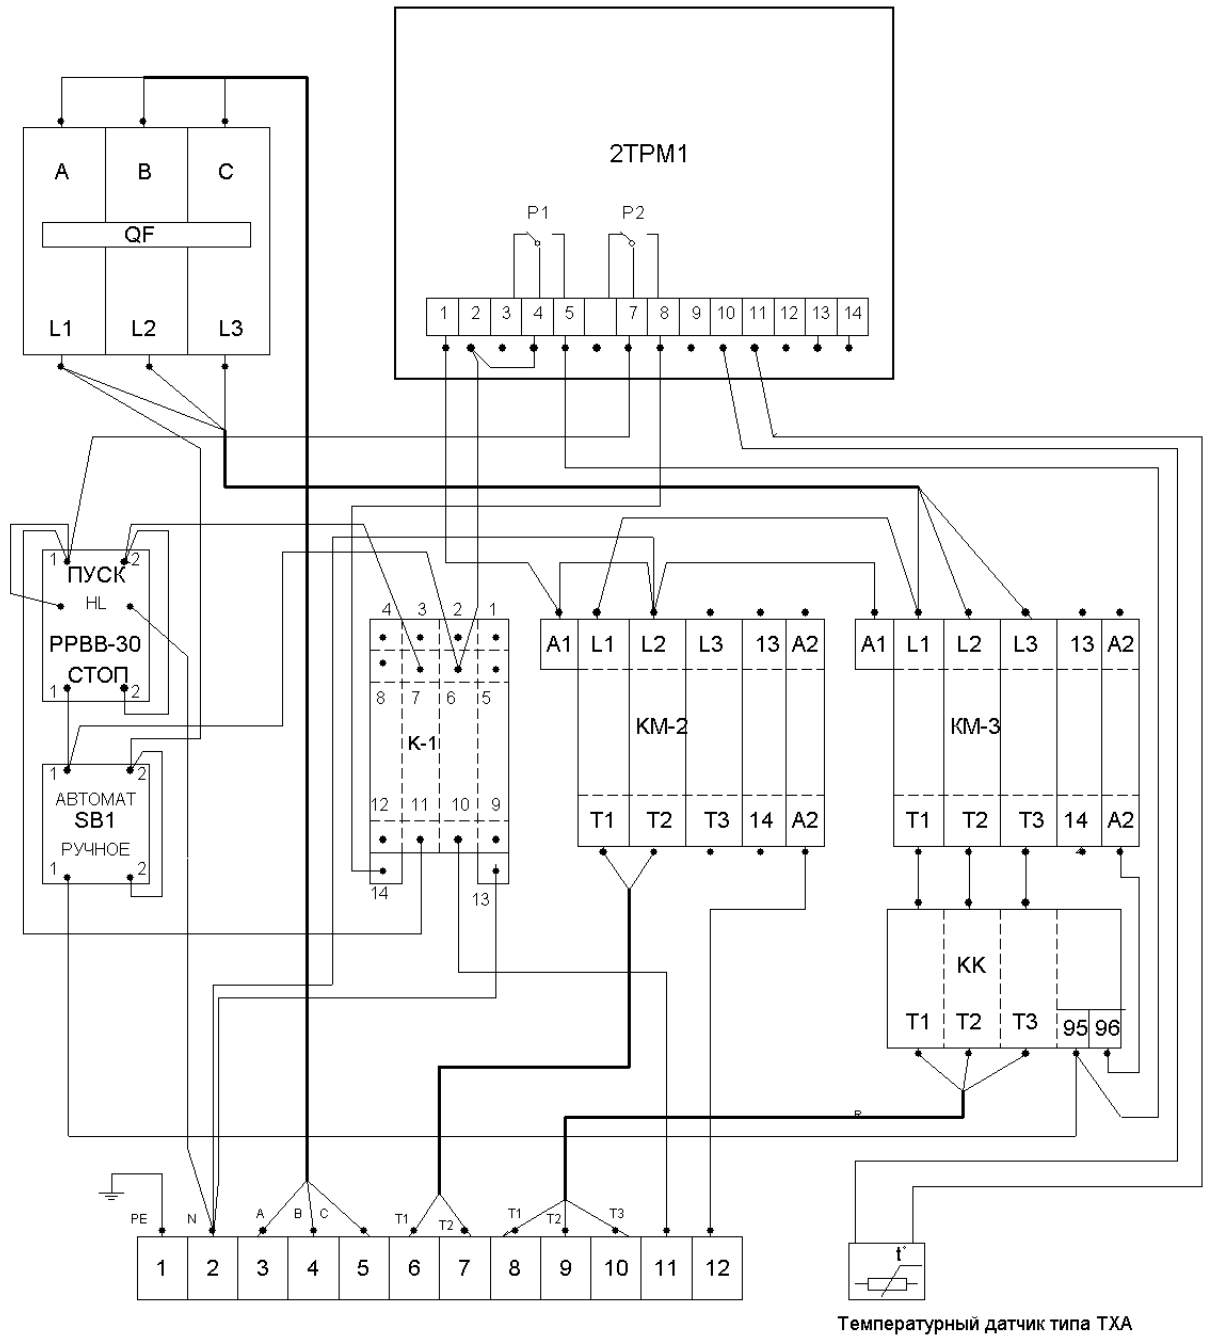 2ТРМ1
A B C
QF
L1 L2 L3
P1 P2
1 2 3 4 5 7 8 9 10 11 12 13 14
1 2
ПУСК
HL
РРВВ-30
СТОП
1 2
1 2
АВТОМАТ
SB1
РУЧНОЕ
1 2
4 3 2 1
8 7 6 5
К-1
12 11 10 9
14 13
A1 L1 L2 L3 13 A2
КМ-2
T1 T2 T3 14 A2
A1 L1 L2 L3 13 A2
КМ-3
T1 T2 T3 14 A2
КК
T1 T2 T3 95 96
R
PE N A B C T1 T2 T1 T2 T3
1 2 3 4 5 6 7 8 9 10 11 12
t°
Температурный датчик типа ТХА